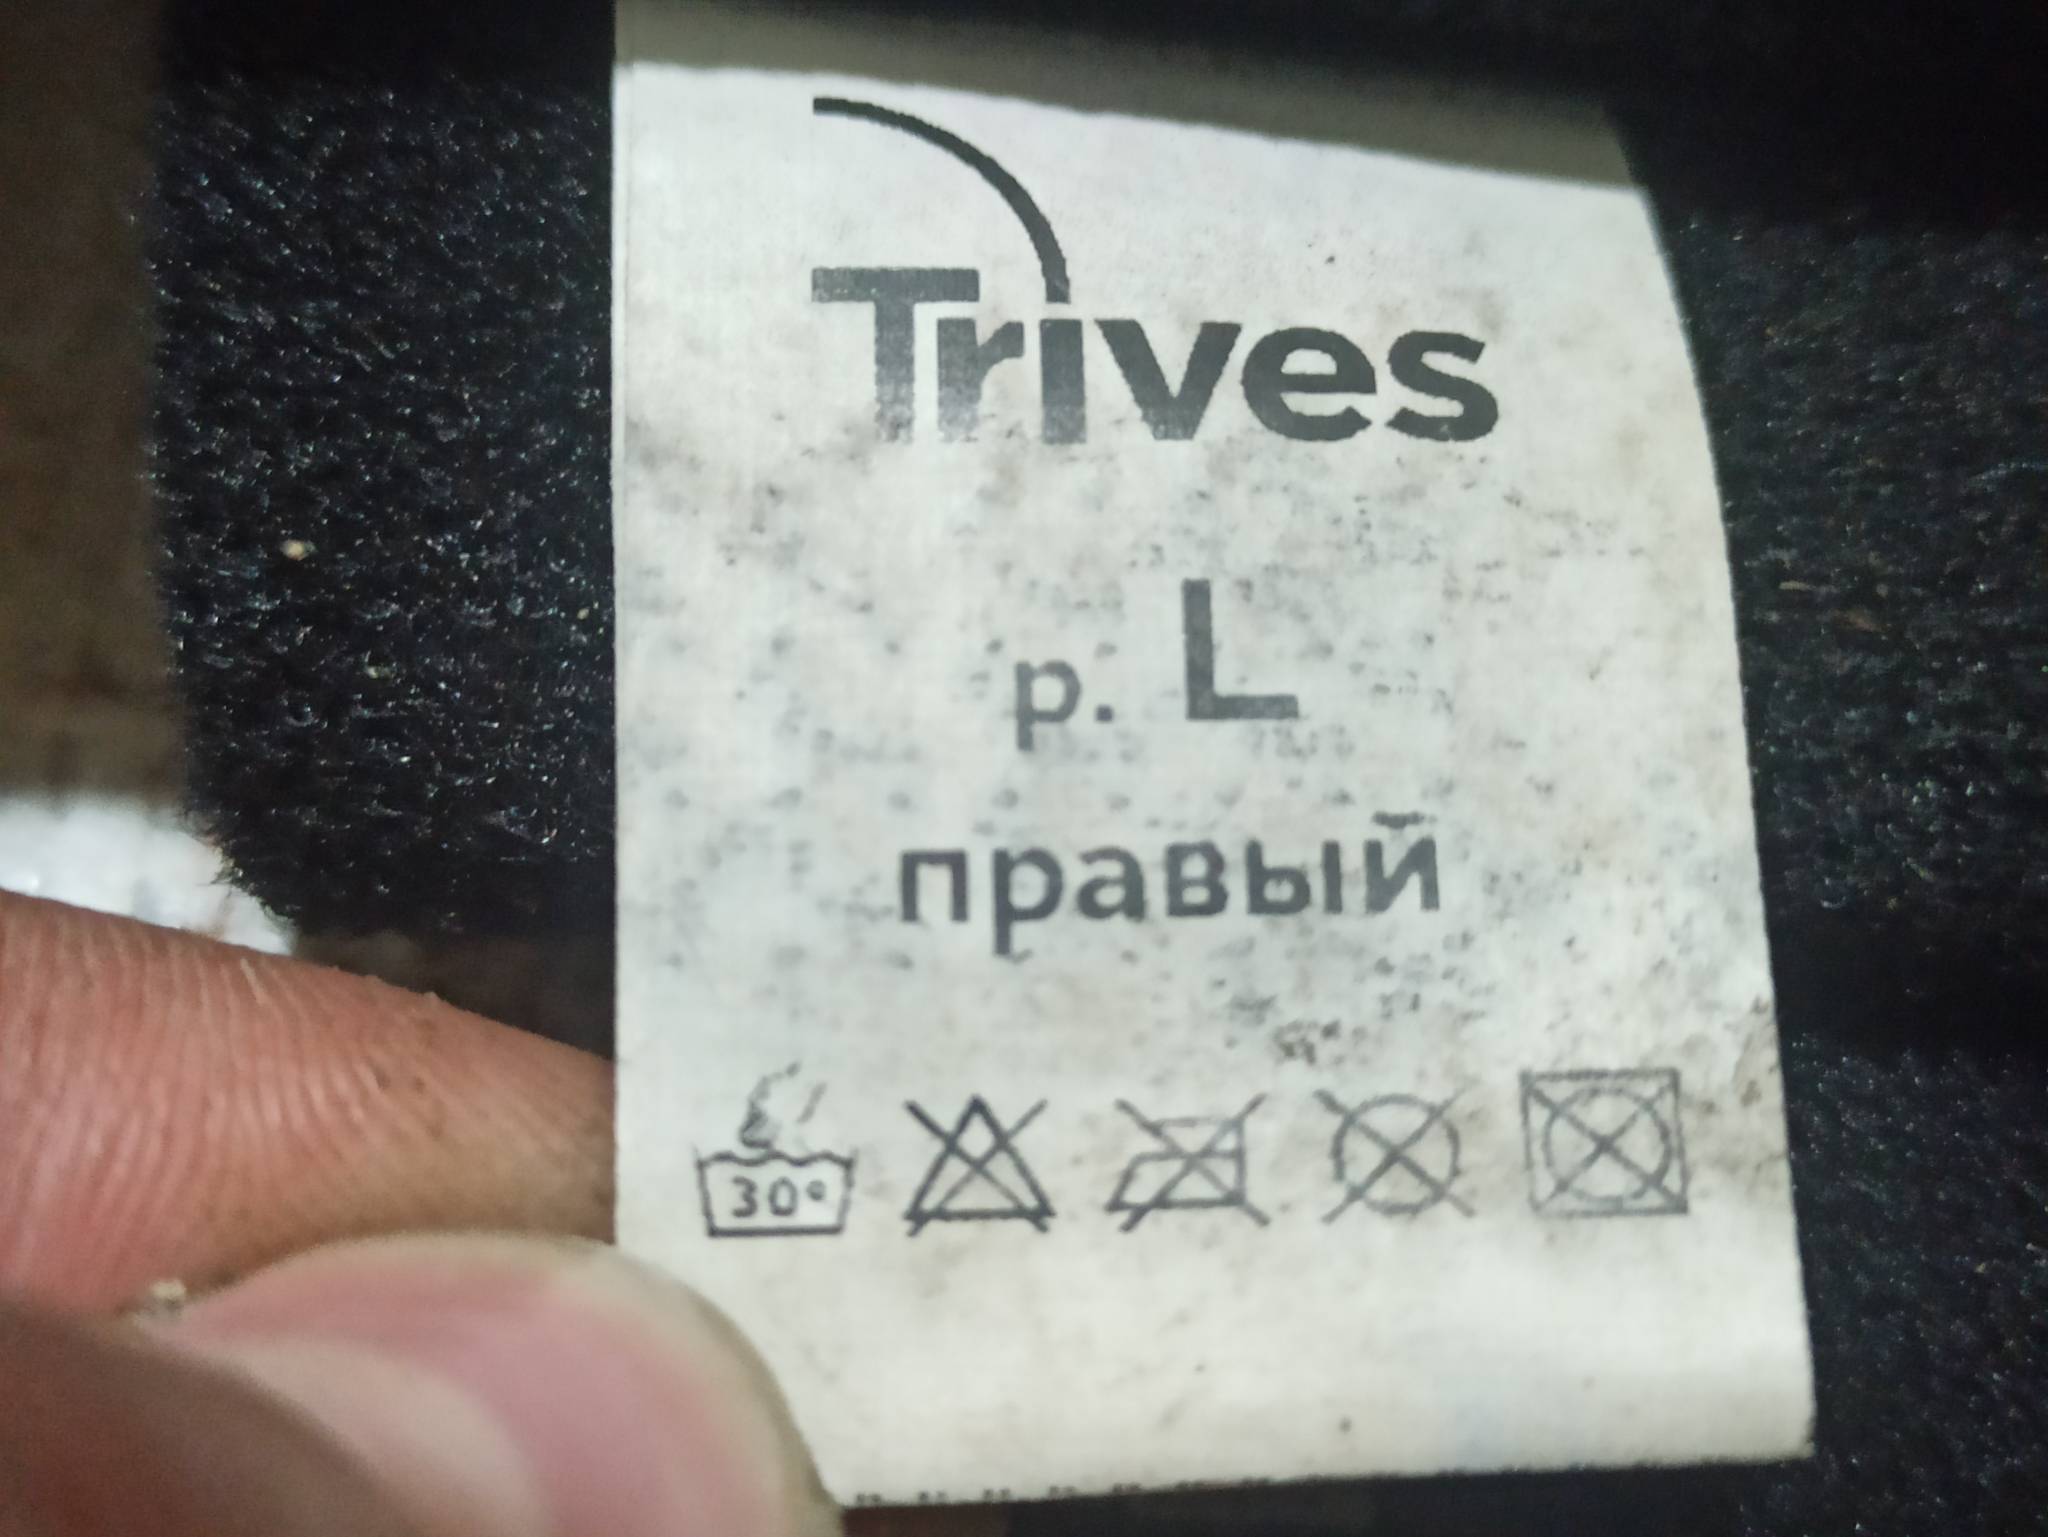 Trives
р. L
правый
30°